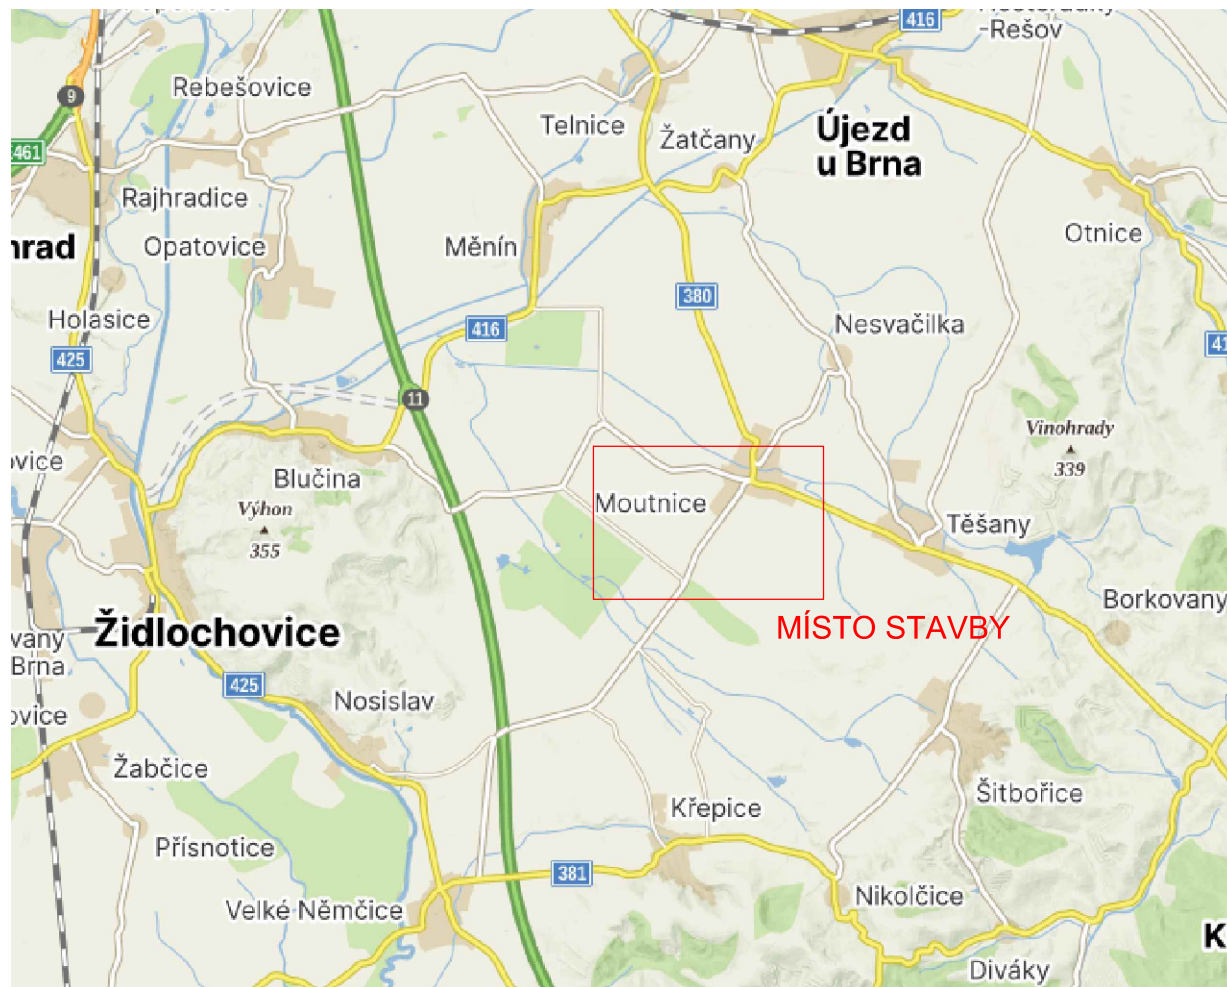 416
-Rešov
Rebešovice
9
Telnice
Žatčany
Újezd
u Brna
461
Rajhradice
Opatovice
Měnín
Otnice
hrad
380
Holasice
416
Nesvačilka
425
41
11
Vinohrady
339
Blučina
Moutnice
Výhon
355
Těšany
Borkovany
MÍSTO STAVBY
Židlochovice
vany
Brna
425
Nosislav
ovice
Žabčice
Křepice
Šitbořice
Přísnotice
381
Velké Němčice
Nikolčice
K
Diváky